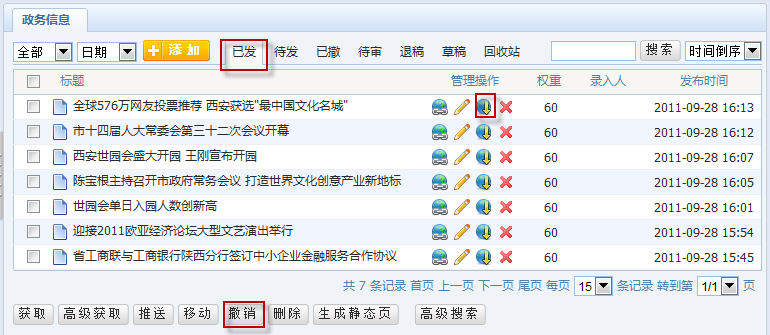 政务信息
全部 日期 添加 已发 待发 已撤 待审 退稿 草稿 回收站 搜索 时间倒序
标题 管理操作 权重 录入人 发布时间
全球576万网友投票推荐 西安获选"最中国文化名城" 60 2011-09-28 16:13
市十四届人大常委会第三十二次会议开幕 60 2011-09-28 16:12
西安世园会盛大开园 王刚宣布开园 60 2011-09-28 16:07
陈宝根主持召开市政府常务会议 打造世界文化创意产业新地标 60 2011-09-28 16:05
世园会单日入园人数创新高 60 2011-09-28 16:01
迎接2011欧亚经济论坛大型文艺演出举行 60 2011-09-28 15:54
省工商联与工商银行陕西分行签订中小企业金融服务合作协议 60 2011-09-28 15:45
共 7 条记录 首页 上一页 下一页 尾页 每页 15 条记录 转到第 1/1 页
获取 高级获取 推送 移动 撤销 删除 生成静态页 高级搜索